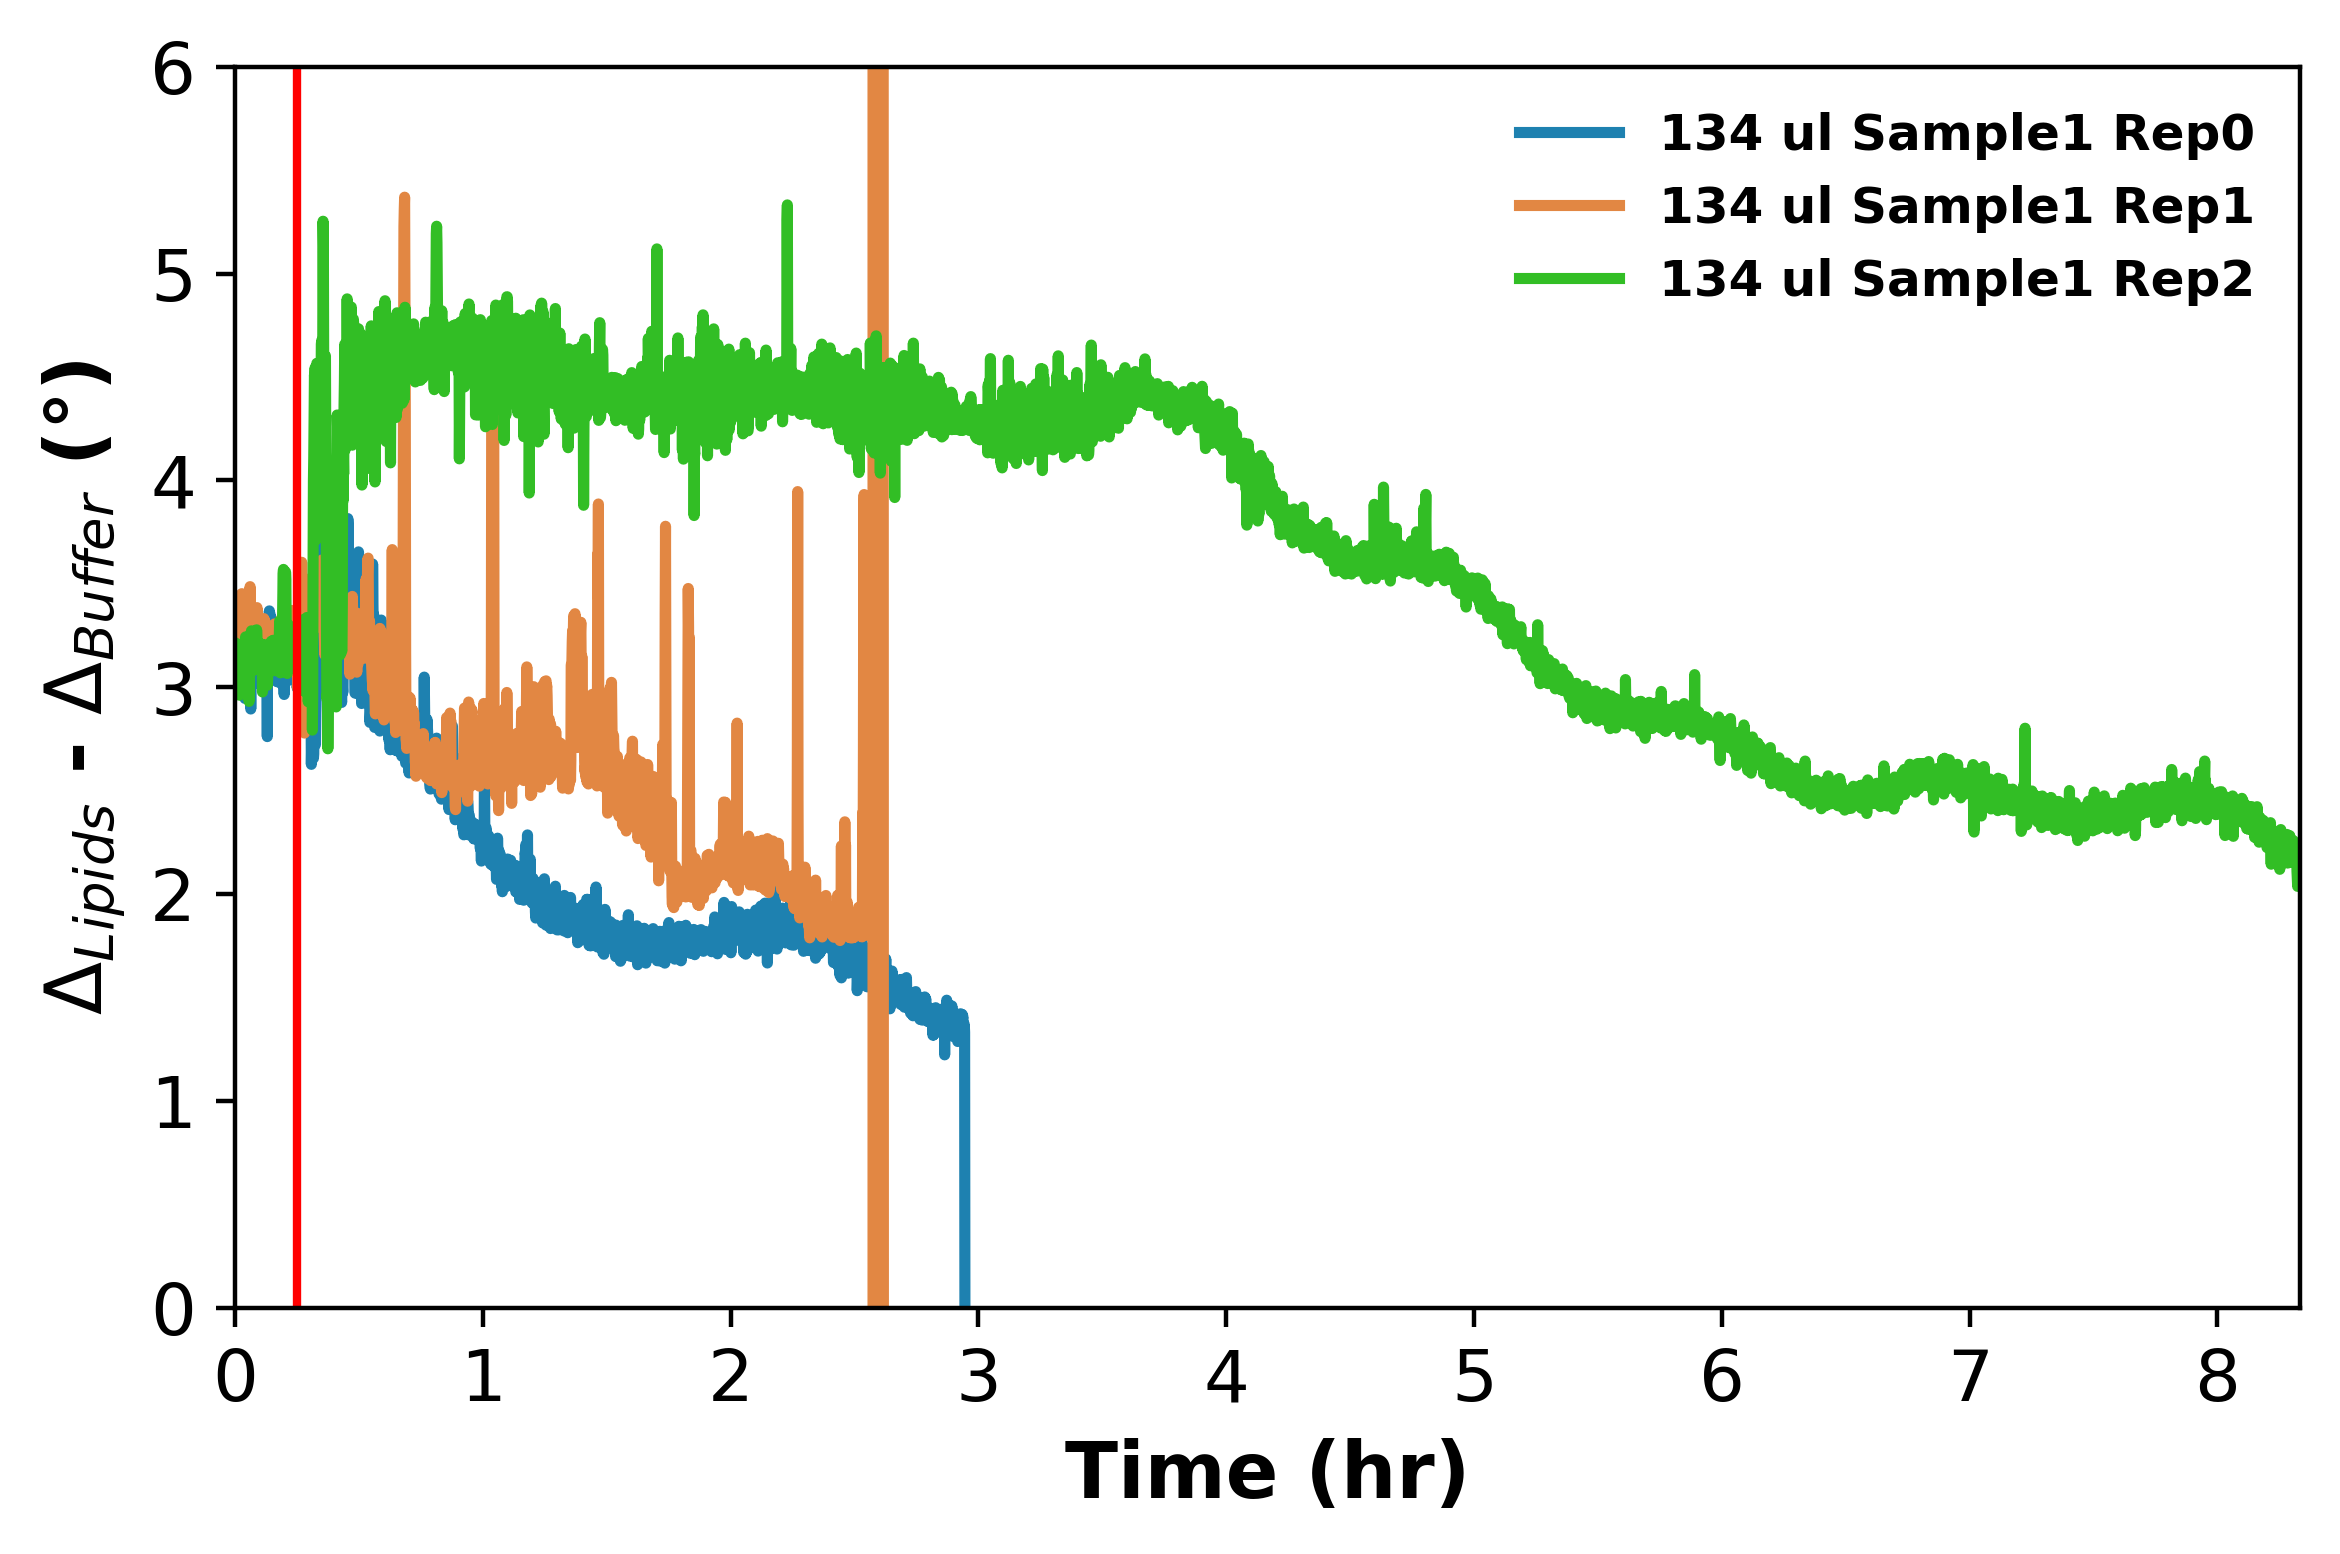 6
5
4
3
2
1
0
Δ_Lipids - Δ_Buffer (°)
134 ul Sample1 Rep0
134 ul Sample1 Rep1
134 ul Sample1 Rep2
0 1 2 3 4 5 6 7 8
Time (hr)